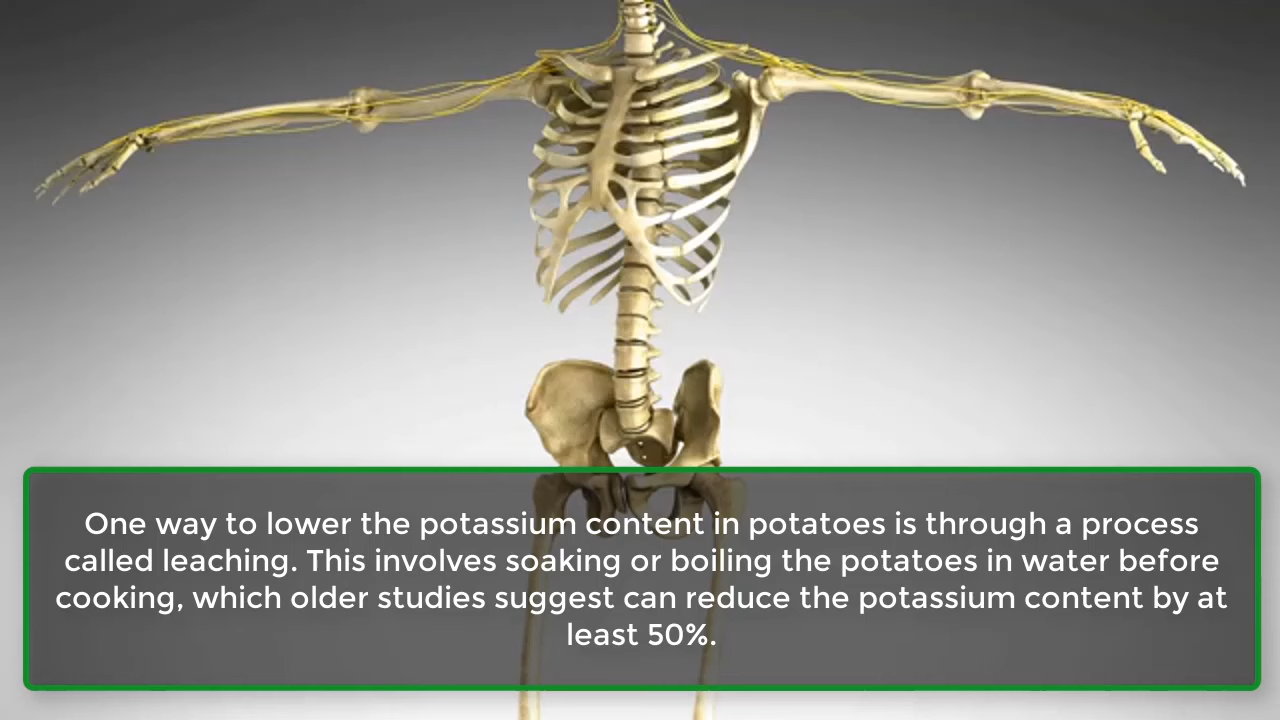 One way to lower the potassium content in potatoes is through a process
called leaching. This involves soaking or boiling the potatoes in water before
cooking, which older studies suggest can reduce the potassium content by at
least 50%.